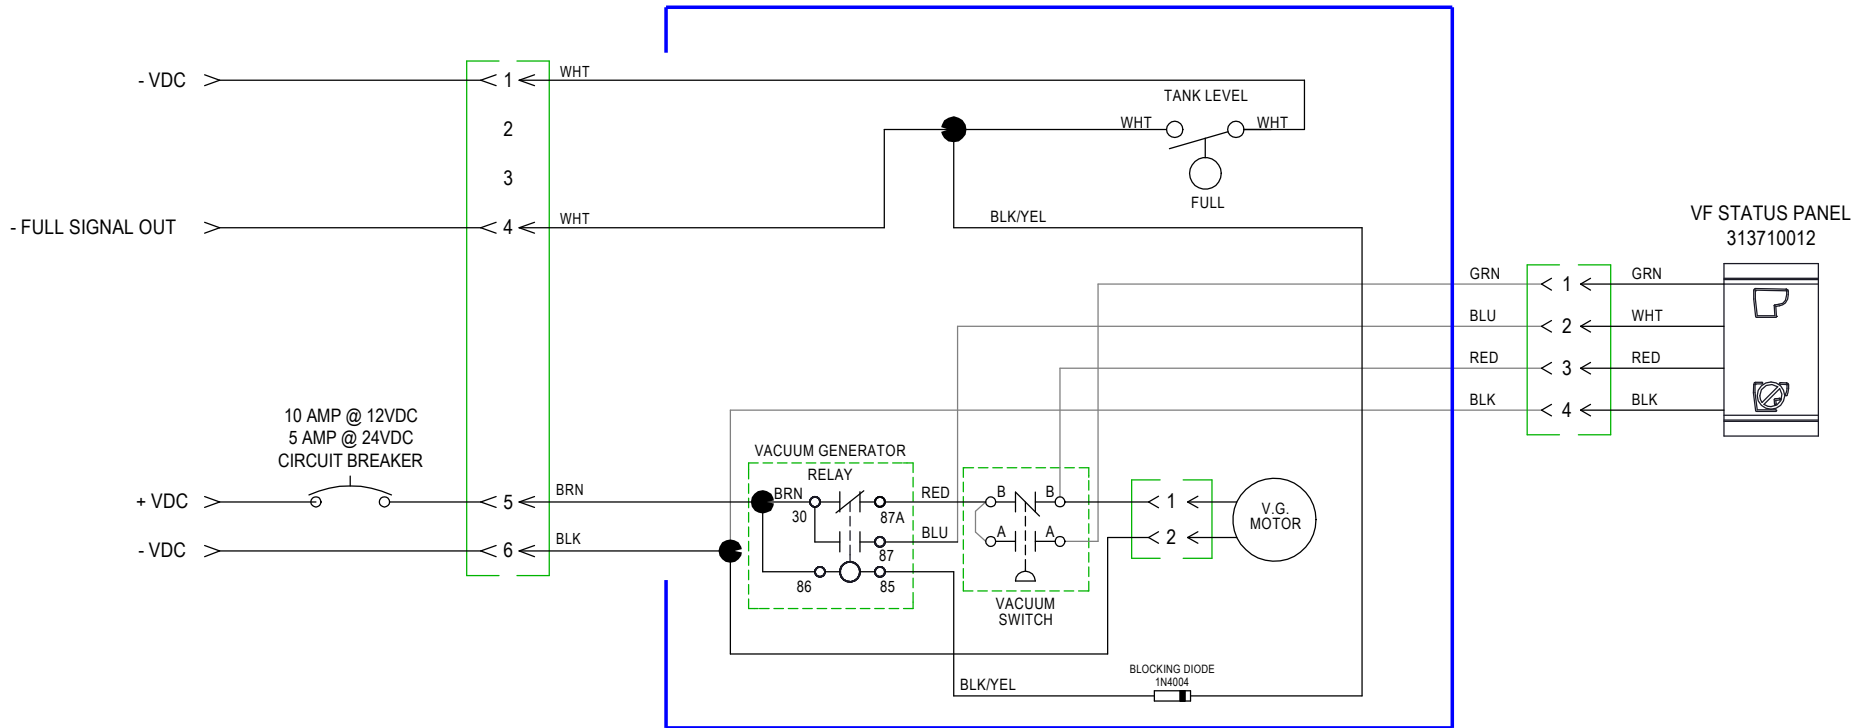 - VDC
1
WHT
TANK LEVEL
2
WHT
WHT
3
FULL
- FULL SIGNAL OUT
4
WHT
BLK/YEL
VF STATUS PANEL
313710012
GRN
1
GRN
BLU
2
WHT
RED
3
RED
BLK
4
BLK
10 AMP @ 12VDC
5 AMP @ 24VDC
CIRCUIT BREAKER
VACUUM GENERATOR
RELAY
+ VDC
5
BRN
BRN
30
87A
RED
B
B
1
V.G.
MOTOR
BLU
87
A
A
2
- VDC
6
BLK
86
85
VACUUM
SWITCH
BLK/YEL
BLOCKING DIODE
1N4004